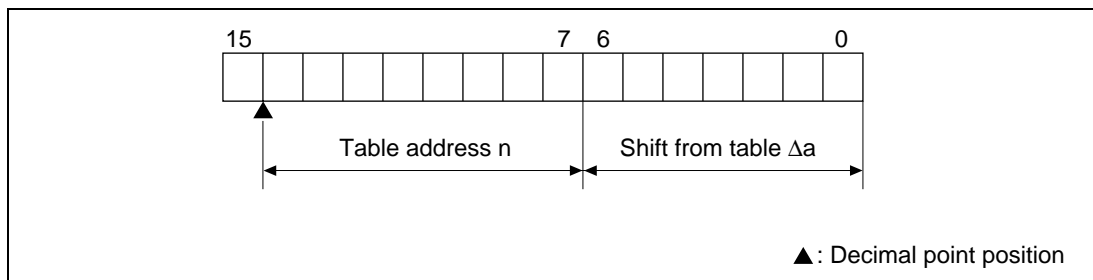 15 7 6 0
Table address n Shift from table Δa
▲: Decimal point position